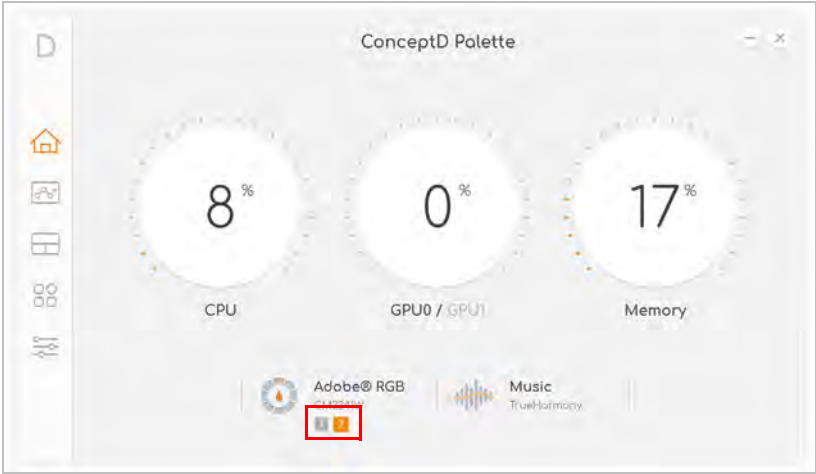 D
ConceptD Palette
8 %
0 %
17 %
CPU
GPU0 / GPU1
Memory
Adobe® RGB
Music
TrueHarmony
1 2